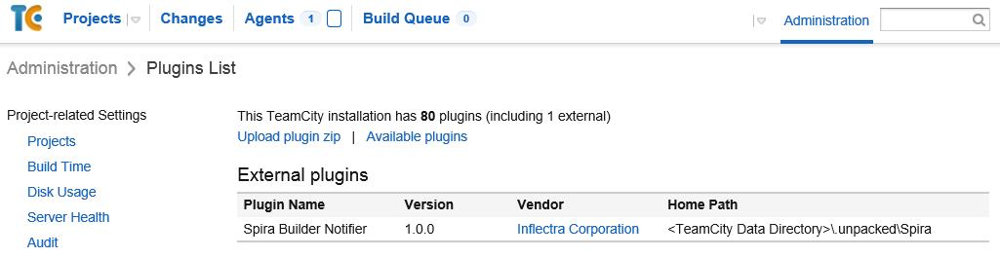 TC Projects Changes Agents 1 Build Queue 0 Administration
Administration > Plugins List
Project-related Settings
Projects
Build Time
Disk Usage
Server Health
Audit
This TeamCity installation has 80 plugins (including 1 external)
Upload plugin zip | Available plugins
External plugins
Plugin Name Version Vendor Home Path
Spira Builder Notifier 1.0.0 Inflectra Corporation <TeamCity Data Directory>\.unpacked\Spira